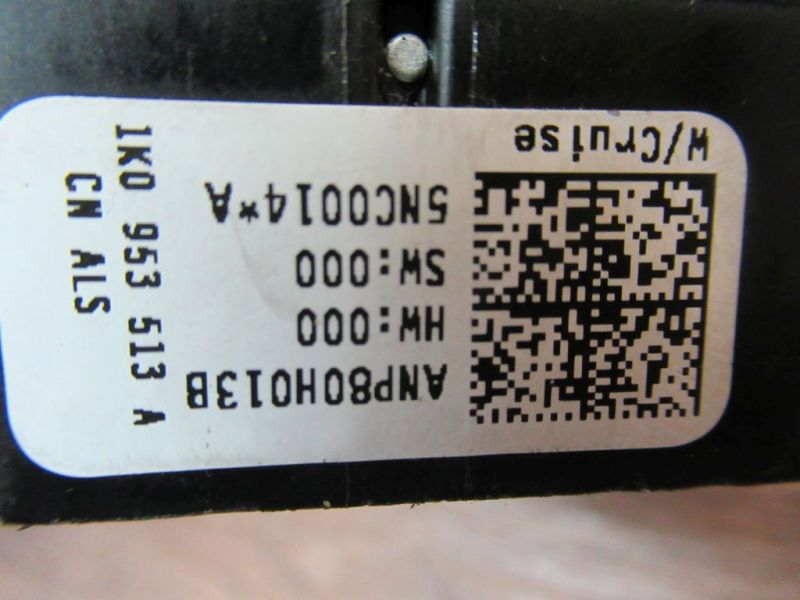 W/Cruise
ANP80H013B
HW:000
SW:000
5NC0014*A
1K0 953 513 A
CN ALS